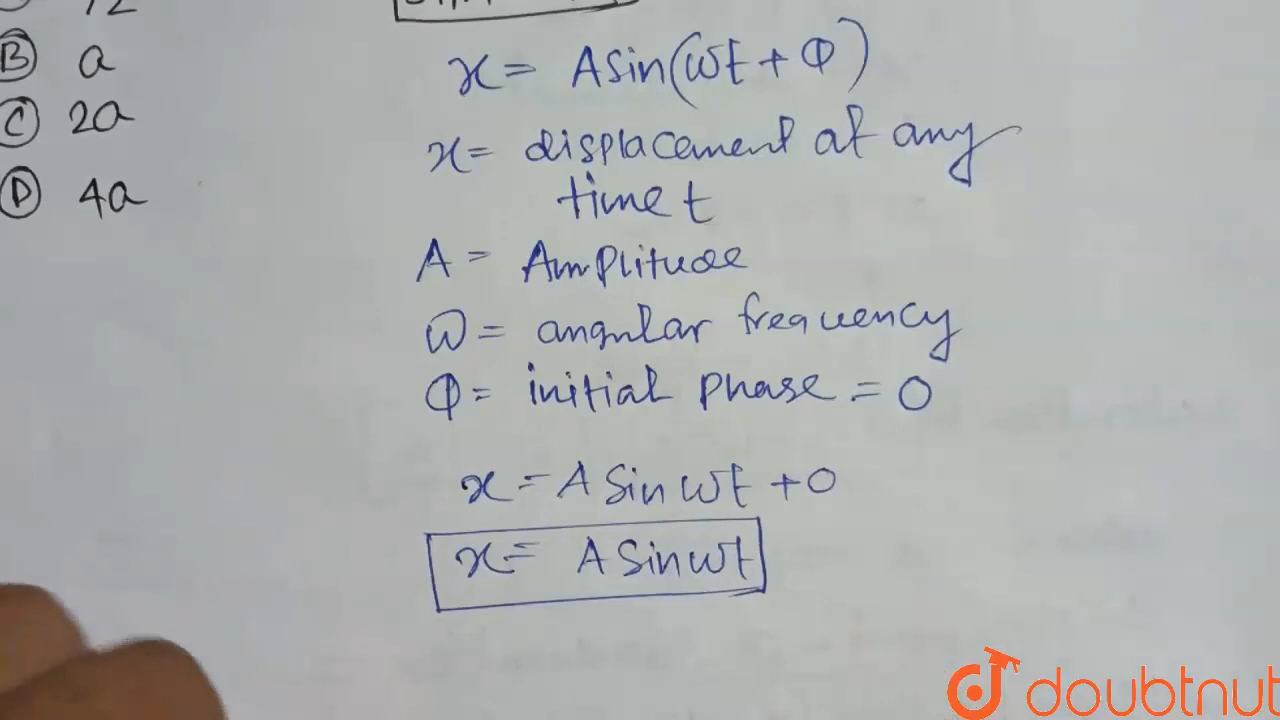 B a
C 2a
D 4a
x = A sin(ωt + Φ)
x = displacement at any
time t
A = Amplitude
ω = angular frequency
Φ = initial phase = 0
x = A Sin ωt + 0
x = A Sin ωt
doubtnut